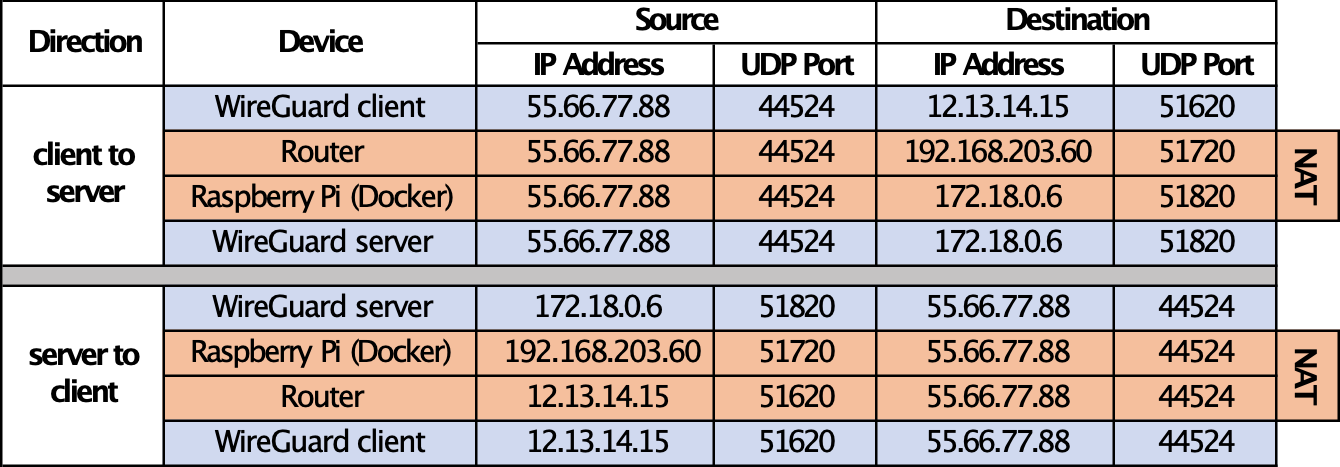 Direction Device Source Destination
IP Address UDP Port IP Address UDP Port
client to server
WireGuard client 55.66.77.88 44524 12.13.14.15 51620
Router 55.66.77.88 44524 192.168.203.60 51720
Raspberry Pi (Docker) 55.66.77.88 44524 172.18.0.6 51820
WireGuard server 55.66.77.88 44524 172.18.0.6 51820
NAT
server to client
WireGuard server 172.18.0.6 51820 55.66.77.88 44524
Raspberry Pi (Docker) 192.168.203.60 51720 55.66.77.88 44524
Router 12.13.14.15 51620 55.66.77.88 44524
WireGuard client 12.13.14.15 51620 55.66.77.88 44524
NAT